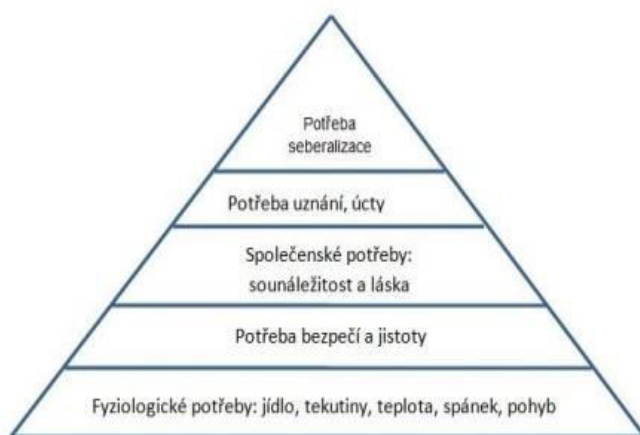 Potřeba
seberalizace
Potřeba uznání, úcty
Společenské potřeby:
sounáležitost a láska
Potřeba bezpečí a jistoty
Fyziologické potřeby: jídlo, tekutiny, teplota, spánek, pohyb